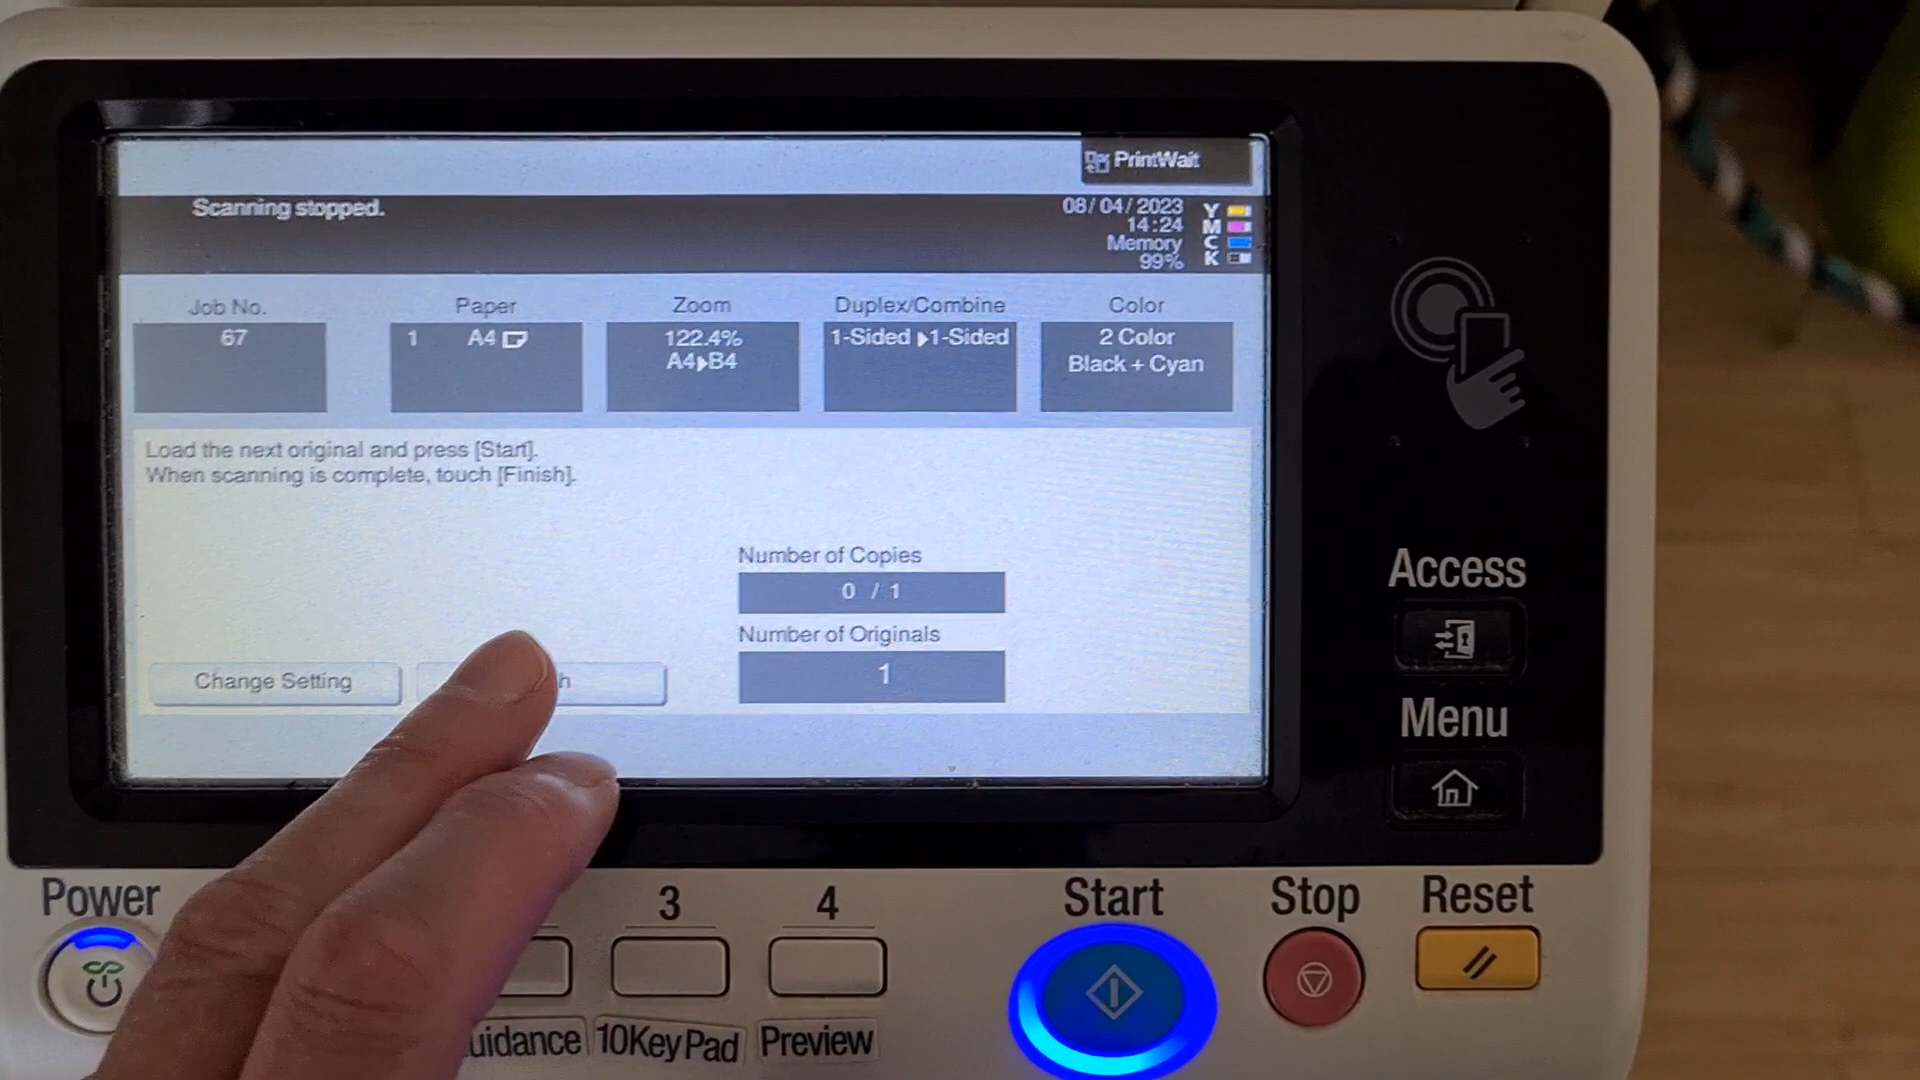 PrintWait
Scanning stopped.
08/04/2023
14:24
Memory
99%
Y
M
C
K
Job No.
67
Paper
1 A4
Zoom
122.4%
A4▶B4
Duplex/Combine
1-Sided ▶1-Sided
Color
2 Color
Black + Cyan
Load the next original and press [Start].
When scanning is complete, touch [Finish].
Number of Copies
0 / 1
Number of Originals
1
Change Setting
Access
Menu
Power
3
4
Start
Stop
Reset
10KeyPad
Preview